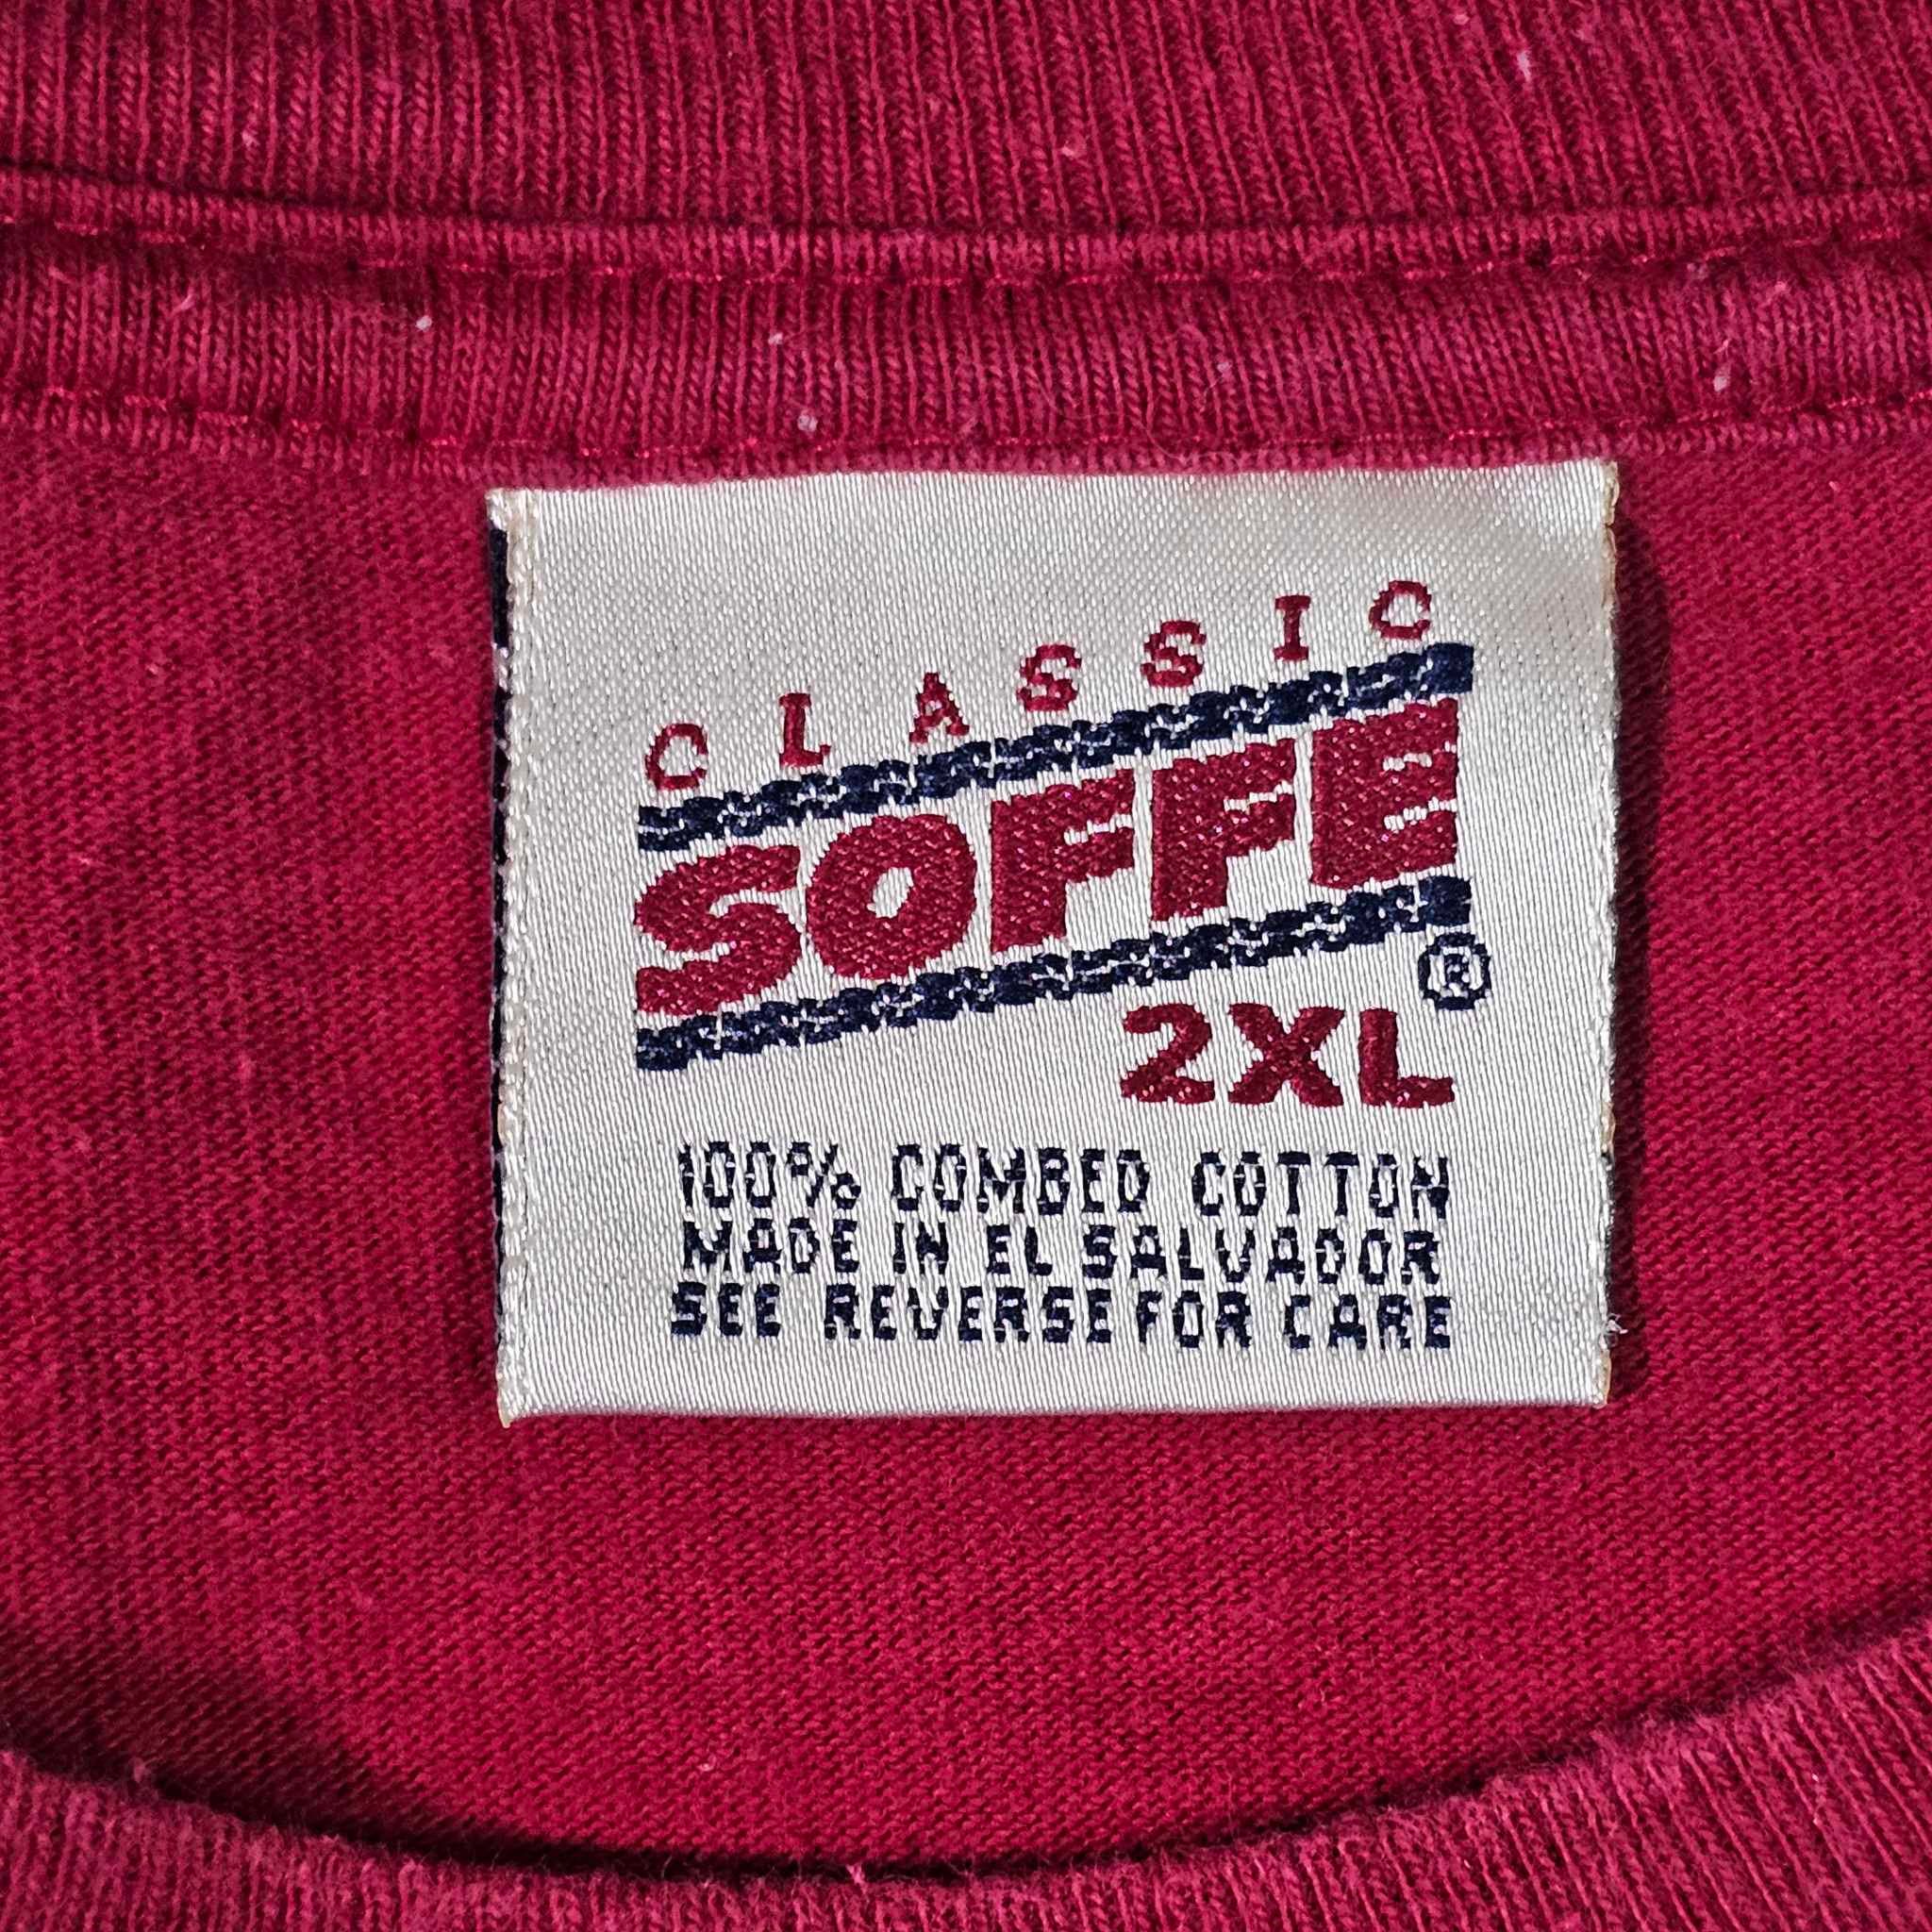 CLASSIC
SOFFE
®
2XL
100% COMBED COTTON
MADE IN EL SALVADOR
SEE REVERSE FOR CARE